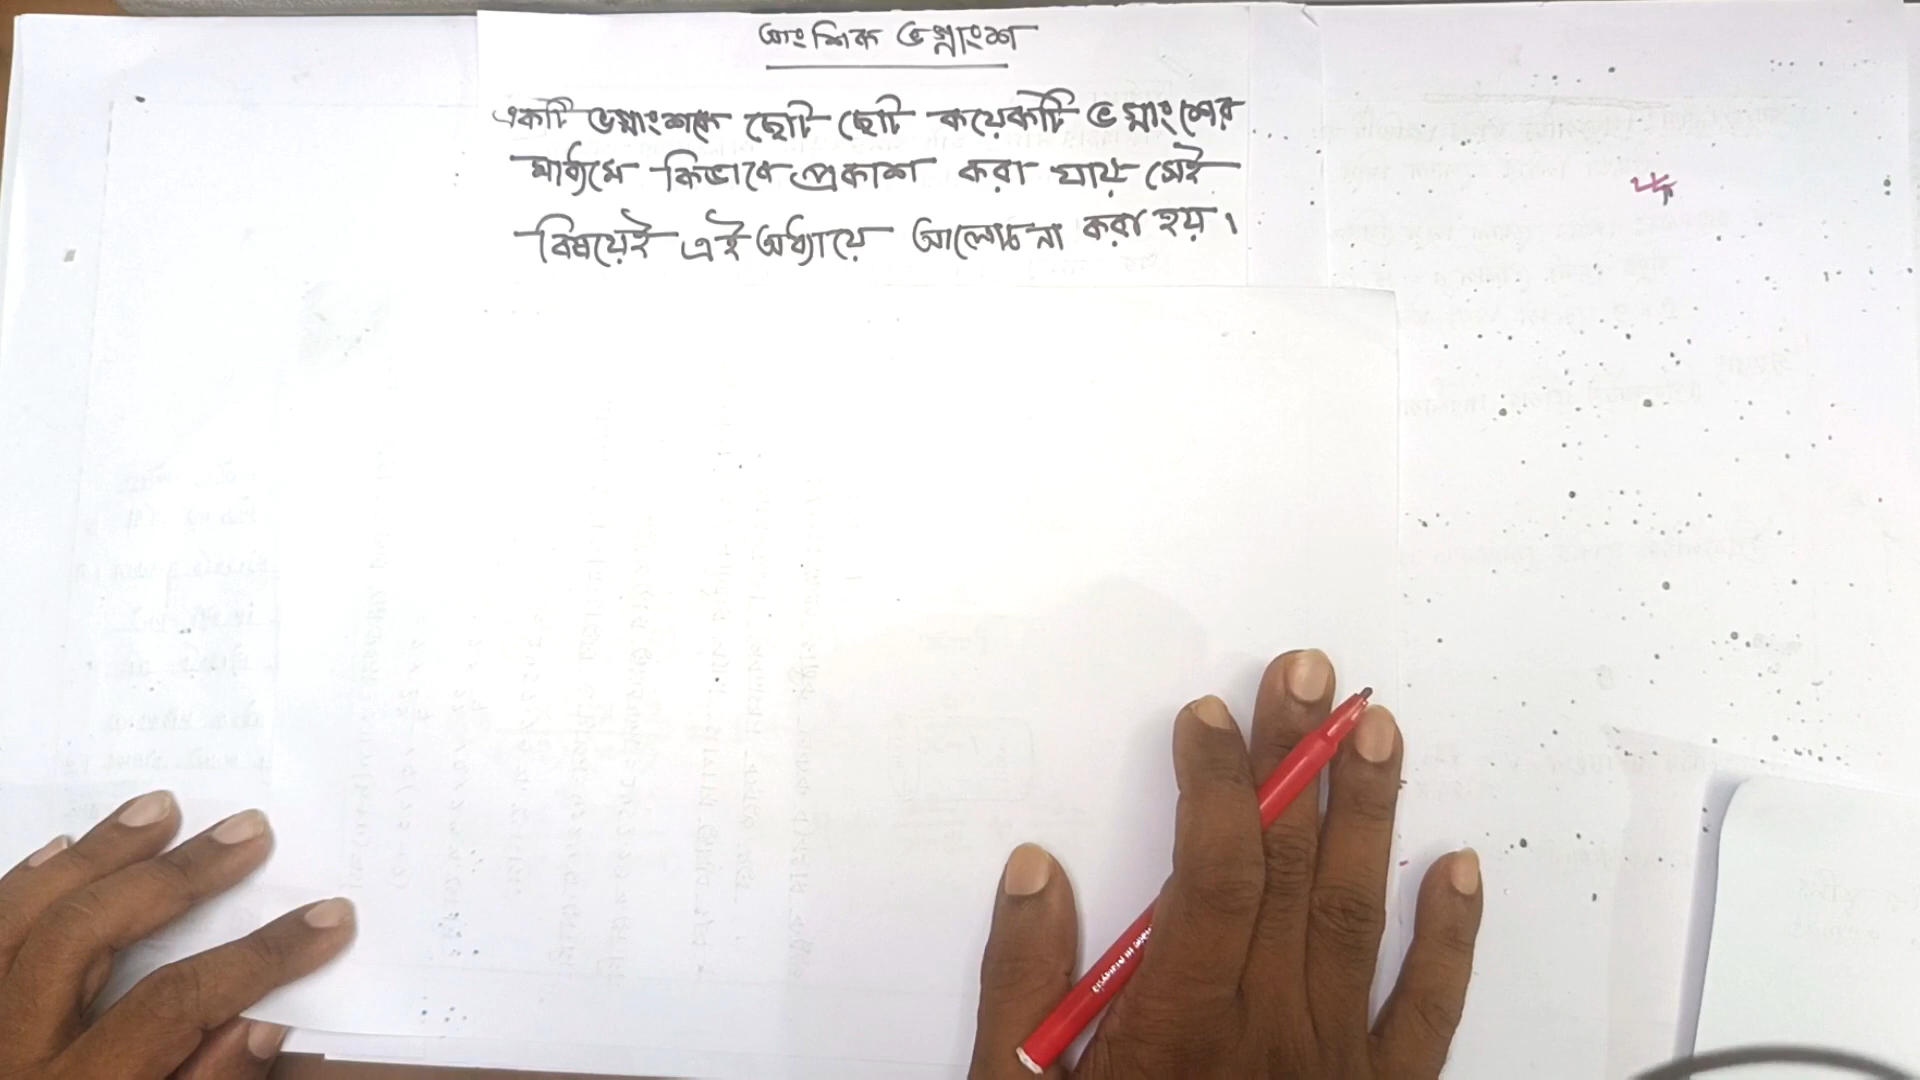 আংশিক ভগ্নাংশ
একটি ভগ্নাংশকে ছোট ছোট কয়েকটি ভগ্নাংশের
মাধ্যমে কিভাবে প্রকাশ করা যায় সেই
বিষয়েই এই অধ্যায়ে আলোচনা করা হয়।